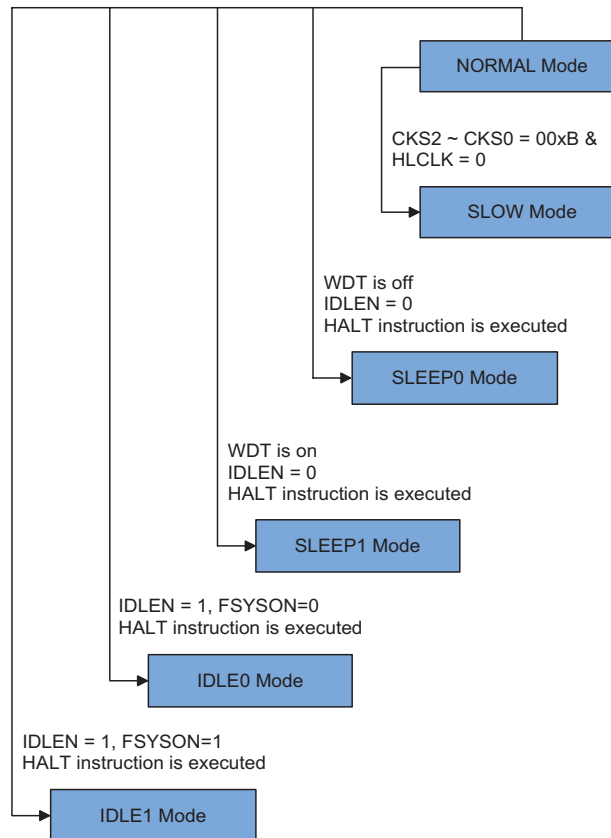 NORMAL Mode
CKS2 ~ CKS0 = 00xB &
HLCLK = 0
SLOW Mode
WDT is off
IDLEN = 0
HALT instruction is executed
SLEEP0 Mode
WDT is on
IDLEN = 0
HALT instruction is executed
SLEEP1 Mode
IDLEN = 1, FSYSON=0
HALT instruction is executed
IDLE0 Mode
IDLEN = 1, FSYSON=1
HALT instruction is executed
IDLE1 Mode